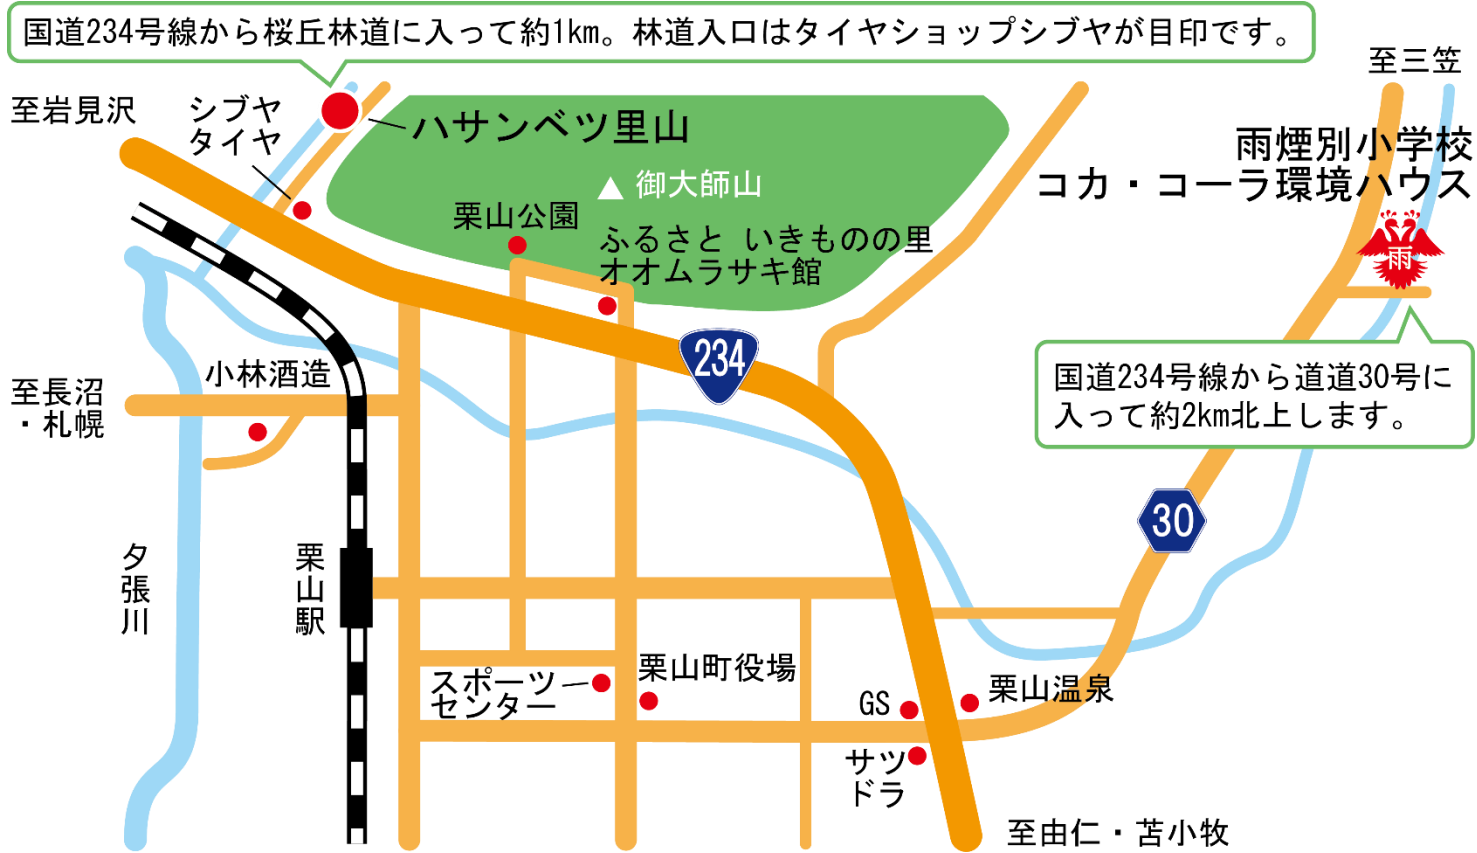 国道234号線から桜丘林道に入って約1km。林道入口はタイヤショップシブヤが目印です。
至三笠
至岩見沢
シブヤ
タイヤ
ハサンベツ里山
雨煙別小学校
コカ・コーラ環境ハウス
御大師山
栗山公園
ふるさと いきものの里
オオムラサキ館
雨
234
小林酒造
至長沼
・札幌
国道234号線から道道30号に
入って約2km北上します。
30
夕張川
栗山駅
スポーツ
センター
栗山町役場
GS
栗山温泉
サツ
ドラ
至由仁・苫小牧